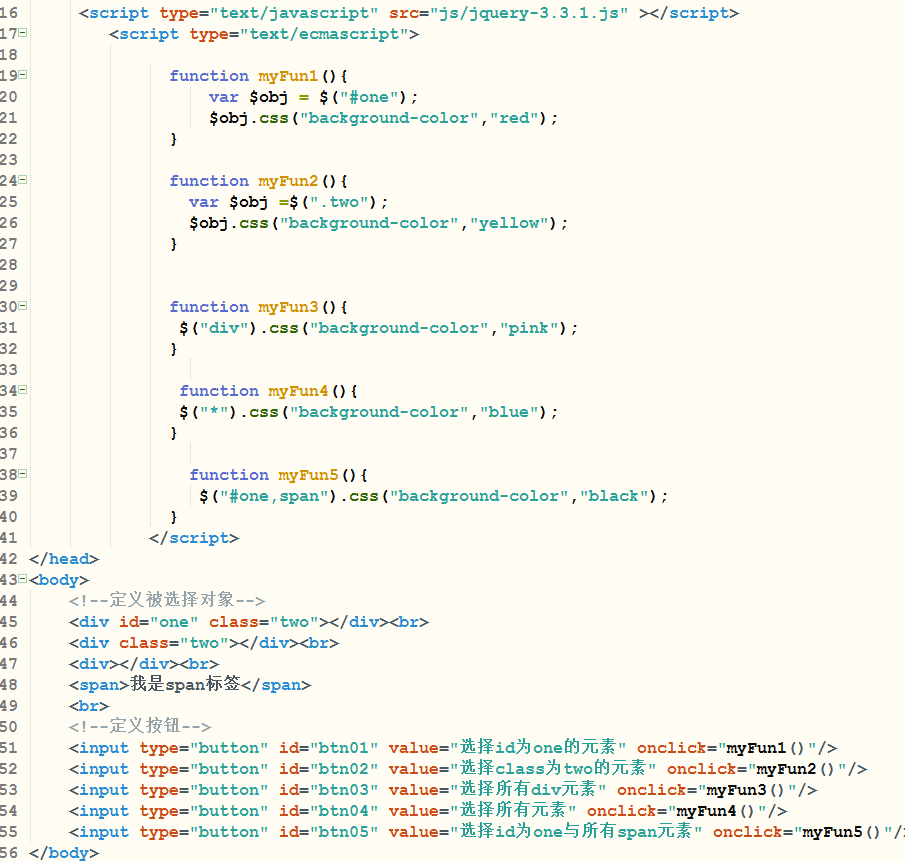 16 <script type="text/javascript" src="js/jquery-3.3.1.js" ></script>
17 <script type="text/ecmascript">
18
19 function myFun1(){
20 var $obj = $("#one");
21 $obj.css("background-color","red");
22 }
23
24 function myFun2(){
25 var $obj =$(".two");
26 $obj.css("background-color","yellow");
27 }
28
29
30 function myFun3(){
31 $("div").css("background-color","pink");
32 }
33
34 function myFun4(){
35 $("*").css("background-color","blue");
36 }
37
38 function myFun5(){
39 $("#one,span").css("background-color","black");
40 }
41 </script>
42 </head>
43 <body>
44 <!--定义被选择对象-->
45 <div id="one" class="two"></div><br>
46 <div class="two"></div><br>
47 <div></div><br>
48 <span>我是span标签</span>
49 <br>
50 <!--定义按钮-->
51 <input type="button" id="btn01" value="选择id为one的元素" onclick="myFun1()"/>
52 <input type="button" id="btn02" value="选择class为two的元素" onclick="myFun2()"/>
53 <input type="button" id="btn03" value="选择所有div元素" onclick="myFun3()"/>
54 <input type="button" id="btn04" value="选择所有元素" onclick="myFun4()"/>
55 <input type="button" id="btn05" value="选择id为one与所有span元素" onclick="myFun5()"/
56 </body>